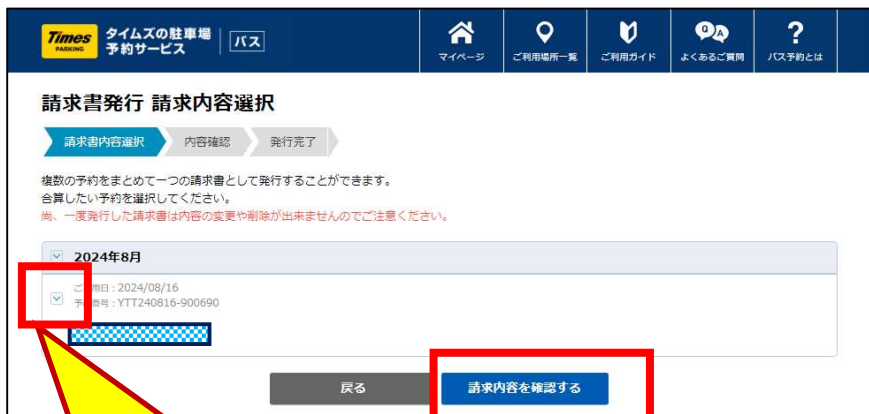 Times PARKING タイムズの駐車場 予約サービス バス
マイページ
ご利用場所一覧
ご利用ガイド
Q A
よくあるご質問
?
バス予約とは
請求書発行 請求内容選択
請求書内容選択 内容確認 発行完了
複数の予約をまとめて一つの請求書として発行することができます。
合算したい予約を選択してください。
尚、一度発行した請求書は内容の変更や削除が出来ませんのでご注意ください。
2024年8月
ご利用日:2024/08/16
予約番号:YTT240816-900690
戻る 請求内容を確認する